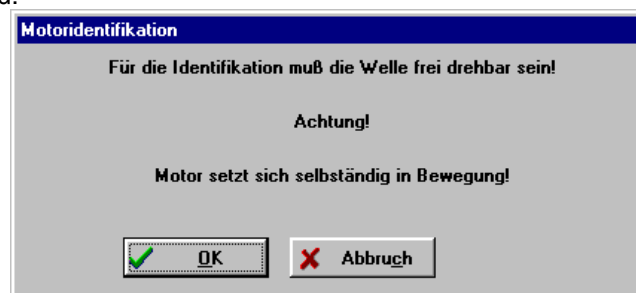 Motoridentifikation
Für die Identifikation muß die Welle frei drehbar sein!
Achtung!
Motor setzt sich selbständig in Bewegung!
OK
Abbruch